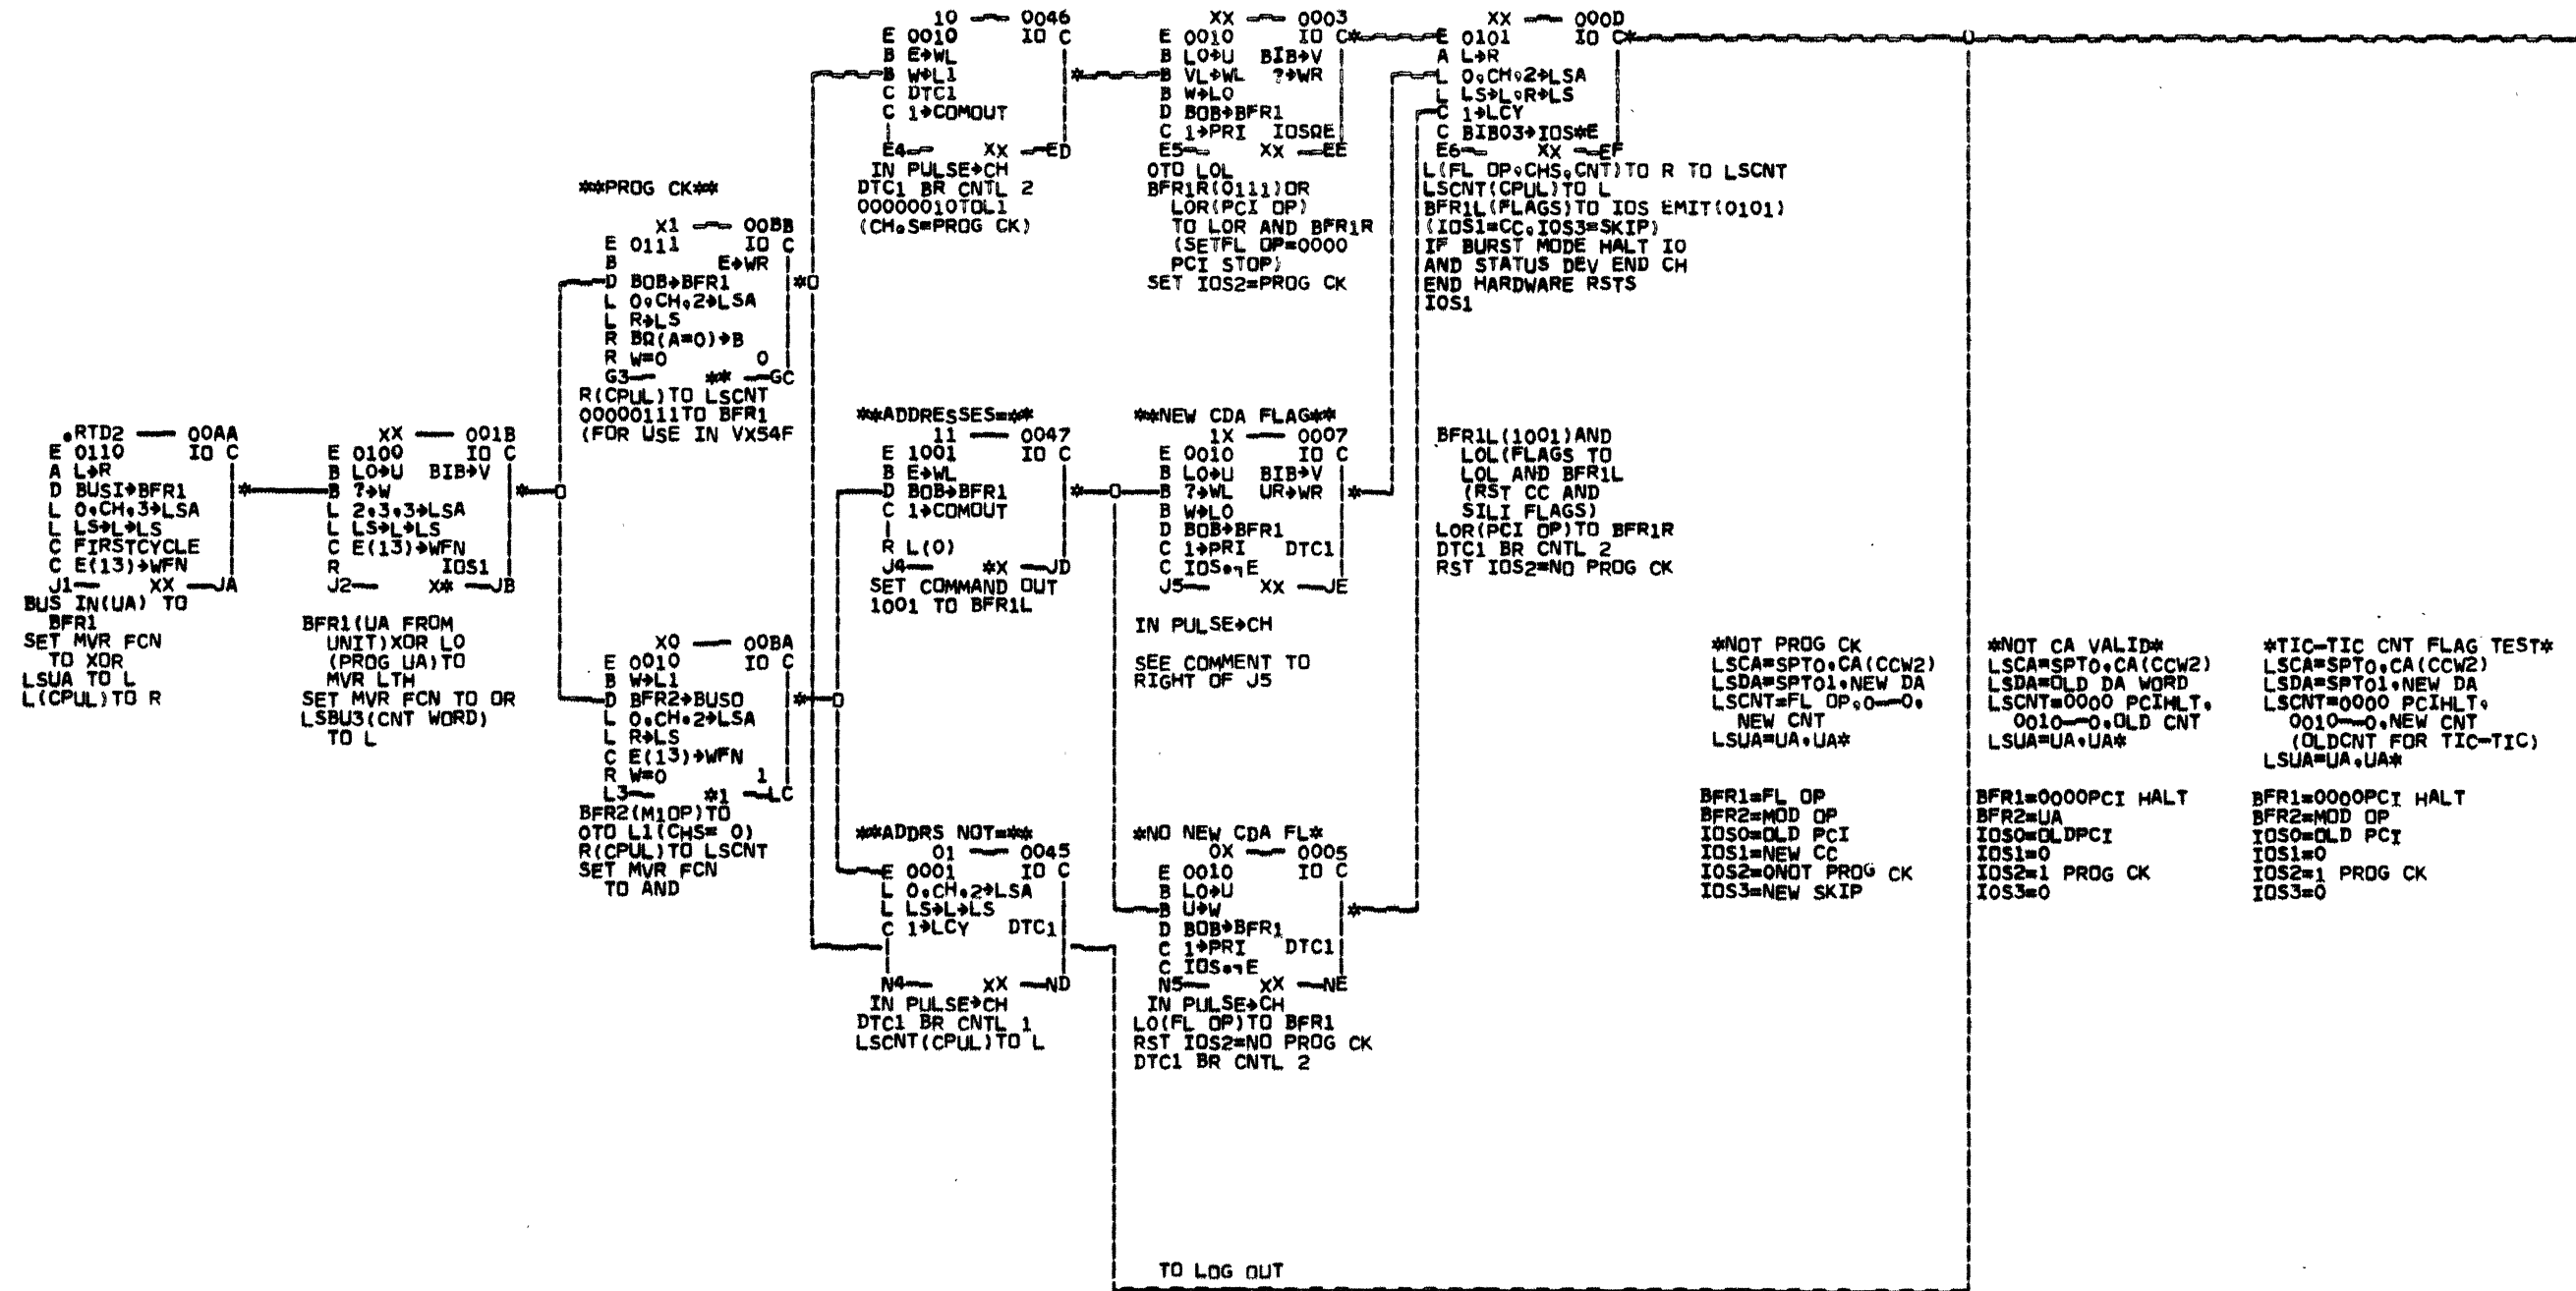 10 — 0046
E 0010 IO C
B E→WL
B W→L1
C DTC1
C 1→COMOUT
E4— XX —ED
IN PULSE→CH
DTC1 BR CNTL 2
00000010TOL1
(CH.S=PROG CK)
XX — 0003
E 0010 IO C*
B LO→U BIB→V
B VL→WL ?→WR
B W→LO
D BOB→BFR1
C 1→PRI IOSΩE
E5— XX —EE
OTO LOL
BFR1R(0111)OR
LOR(PCI OP)
TO LOR AND BFR1R
(SETFL OP=0000
PCI STOP)
SET IOS2=PROG CK
XX — 000D
E 0101 IO C*
A L→R
L 0,CH,2→LSA
L LS→L,R→LS
C 1→LCY
C BIB03→IOS*E
E6— XX —EF
L(FL OP,CHS,CNT)TO R TO LSCNT
LSCNT(CPUL)TO L
BFR1L(FLAGS)TO IOS EMIT(0101)
(IOS1=CC,IOS3=SKIP)
IF BURST MODE HALT IO
AND STATUS DEV END CH
END HARDWARE RSTS
IOS1
**PROG CK**
X1 — 00BB
E 0111 IO C
B E→WR
D BOB→BFR1
L 0,CH,2→LSA
L R→LS
R BΩ(A=0)→B
R W=0 0
G3— ** —GC
R(CPUL)TO LSCNT
00000111TO BFR1
(FOR USE IN VX54F
.RTD2 — 00AA
E 0110 IO C
A L→R
D BUSI→BFR1
L 0,CH,3→LSA
L LS→L→LS
C FIRSTCYCLE
C E(13)→WFN
J1— XX —JA
BUS IN(UA) TO
BFR1
SET MVR FCN
TO XOR
LSUA TO L
L(CPUL)TO R
XX — 001B
E 0100 IO C
B LO→U BIB→V
B ?→W
L 2,3,3→LSA
L LS→L→LS
C E(13)→WFN
R IOS1
J2— X* —JB
BFR1(UA FROM
UNIT)XOR LO
(PROG UA)TO
MVR LTH
SET MVR FCN TO OR
LSBU3(CNT WORD)
TO L
**ADDRESSES=**
11 — 0047
E 1001 IO C
B E→WL
D BOB→BFR1
C 1→COMOUT
R L(0)
J4— *X —JD
SET COMMAND OUT
1001 TO BFR1L
**NEW CDA FLAG**
1X — 0007
E 0010 IO C
B LO→U BIB→V
B ?→WL UR→WR
B W→LO
D BOB→BFR1
C 1→PRI DTC1
C IOS.¬E
J5— XX —JE
IN PULSE→CH
SEE COMMENT TO
RIGHT OF J5
BFR1L(1001)AND
LOL(FLAGS TO
LOL AND BFR1L
(RST CC AND
SILI FLAGS)
LOR(PCI OP)TO BFR1R
DTC1 BR CNTL 2
RST IOS2=NO PROG CK
X0 — 00BA
E 0010 IO C
B W→L1
D BFR2→BUSO
L 0,CH,2→LSA
L R→LS
C E(13)→WFN
R W=0 1
L3— *1 —LC
BFR2(M1OP)TO
OTO L1(CHS= 0)
R(CPUL)TO LSCNT
SET MVR FCN
TO AND
**ADDRS NOT=**
01 — 0045
E 0001 IO C
L 0,CH,2→LSA
L LS→L→LS
C 1→LCY DTC1
N4— XX —ND
IN PULSE→CH
DTC1 BR CNTL 1
LSCNT(CPUL)TO L
*NO NEW CDA FL*
0X — 0005
E 0010 IO C
B LO→U
B U→W
D BOB→BFR1
C 1→PRI DTC1
C IOS.¬E
N5— XX —NE
IN PULSE→CH
LO(FL OP)TO BFR1
RST IOS2=NO PROG CK
DTC1 BR CNTL 2
*NOT PROG CK
LSCA=SPTO,CA(CCW2)
LSDA=SPTO1,NEW DA
LSCNT=FL OP,0—0,
NEW CNT
LSUA=UA,UA*
BFR1=FL OP
BFR2=MOD OP
IOS0=OLD PCI
IOS1=NEW CC
IOS2=0NOT PROG CK
IOS3=NEW SKIP
*NOT CA VALID*
LSCA=SPTO,CA(CCW2)
LSDA=OLD DA WORD
LSCNT=0000 PCIHLT,
0010—0,OLD CNT
LSUA=UA,UA*
BFR1=0000PCI HALT
BFR2=UA
IOS0=OLDPCI
IOS1=0
IOS2=1 PROG CK
IOS3=0
*TIC-TIC CNT FLAG TEST*
LSCA=SPTO,CA(CCW2)
LSDA=SPTO1,NEW DA
LSCNT=0000 PCIHLT,
0010—0,NEW CNT
(OLDCNT FOR TIC-TIC)
LSUA=UA,UA*
BFR1=0000PCI HALT
BFR2=MOD OP
IOS0=OLD PCI
IOS1=0
IOS2=1 PROG CK
IOS3=0
TO LOG OUT